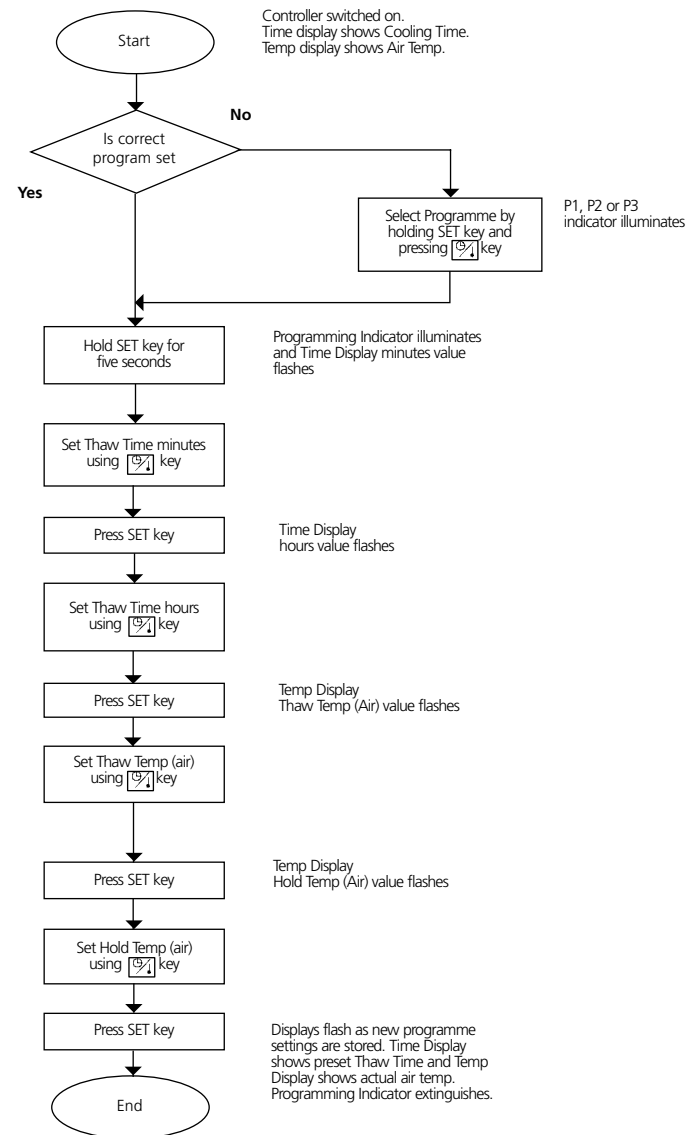 Start
Controller switched on.
Time display shows Cooling Time.
Temp display shows Air Temp.
Is correct
program set
No
Yes
Select Programme by
holding SET key and
pressing key
P1, P2 or P3
indicator illuminates
Hold SET key for
five seconds
Programming Indicator illuminates
and Time Display minutes value
flashes
Set Thaw Time minutes
using key
Press SET key
Time Display
hours value flashes
Set Thaw Time hours
using key
Press SET key
Temp Display
Thaw Temp (Air) value flashes
Set Thaw Temp (air)
using key
Press SET key
Temp Display
Hold Temp (Air) value flashes
Set Hold Temp (air)
using key
Press SET key
Displays flash as new programme
settings are stored. Time Display
shows preset Thaw Time and Temp
Display shows actual air temp.
Programming Indicator extinguishes.
End